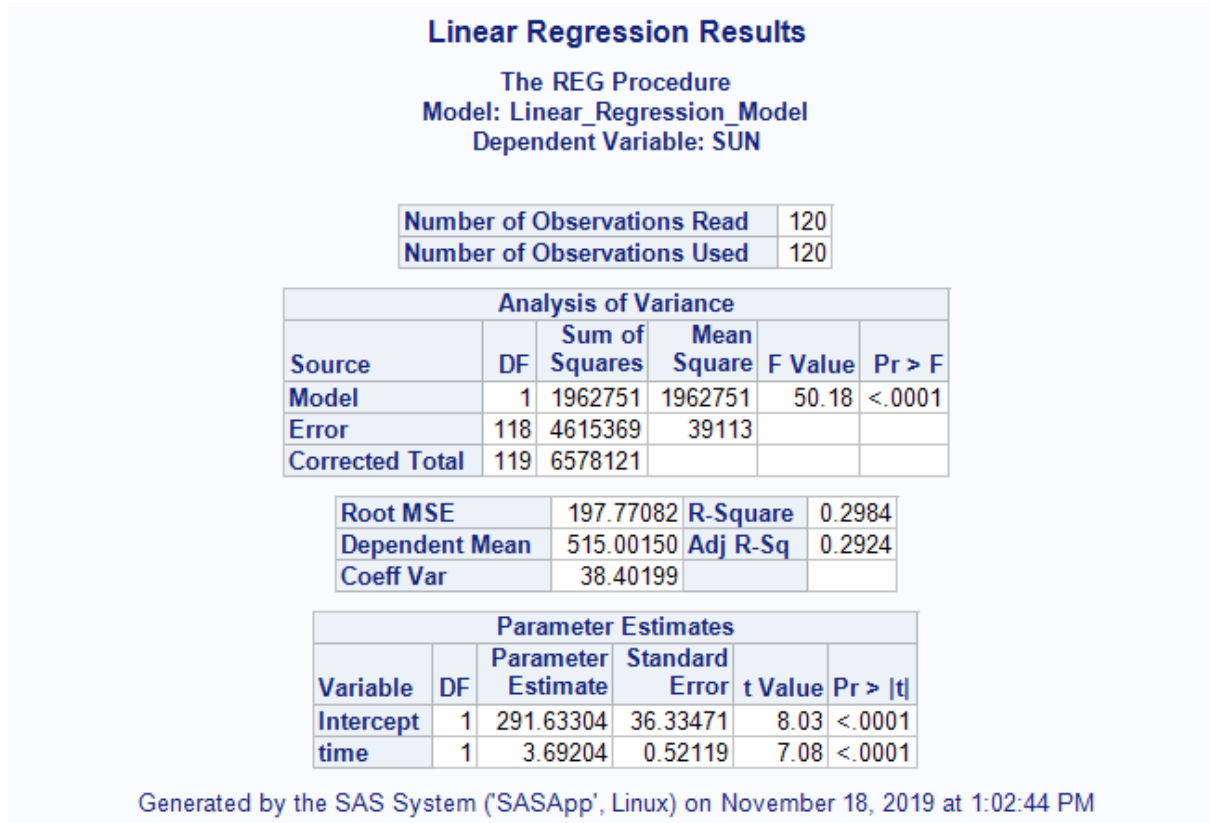 Linear Regression Results
The REG Procedure
Model: Linear_Regression_Model
Dependent Variable: SUN
Number of Observations Read 120
Number of Observations Used 120
Analysis of Variance
Source DF Sum of Squares Mean Square F Value Pr > F
Model 1 1962751 1962751 50.18 <.0001
Error 118 4615369 39113
Corrected Total 119 6578121
Root MSE 197.77082 R-Square 0.2984
Dependent Mean 515.00150 Adj R-Sq 0.2924
Coeff Var 38.40199
Parameter Estimates
Variable DF Parameter Estimate Standard Error t Value Pr > |t|
Intercept 1 291.63304 36.33471 8.03 <.0001
time 1 3.69204 0.52119 7.08 <.0001
Generated by the SAS System ('SASApp', Linux) on November 18, 2019 at 1:02:44 PM